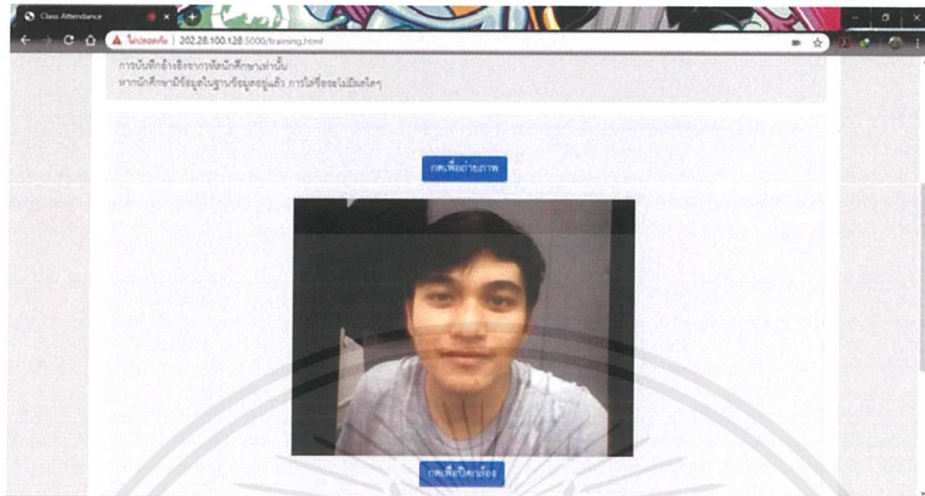 Class Attendance
ไม่ปลอดภัย | 202.28.100.128:5000/training.html
การบันทึกอ้างอิงจากรหัสนักศึกษาเท่านั้น
หากนักศึกษามีข้อมูลในฐานข้อมูลอยู่แล้ว การใส่ชื่อจะไม่มีผลใดๆ
กดเพื่อถ่ายภาพ
กดเพื่อปิดกล้อง